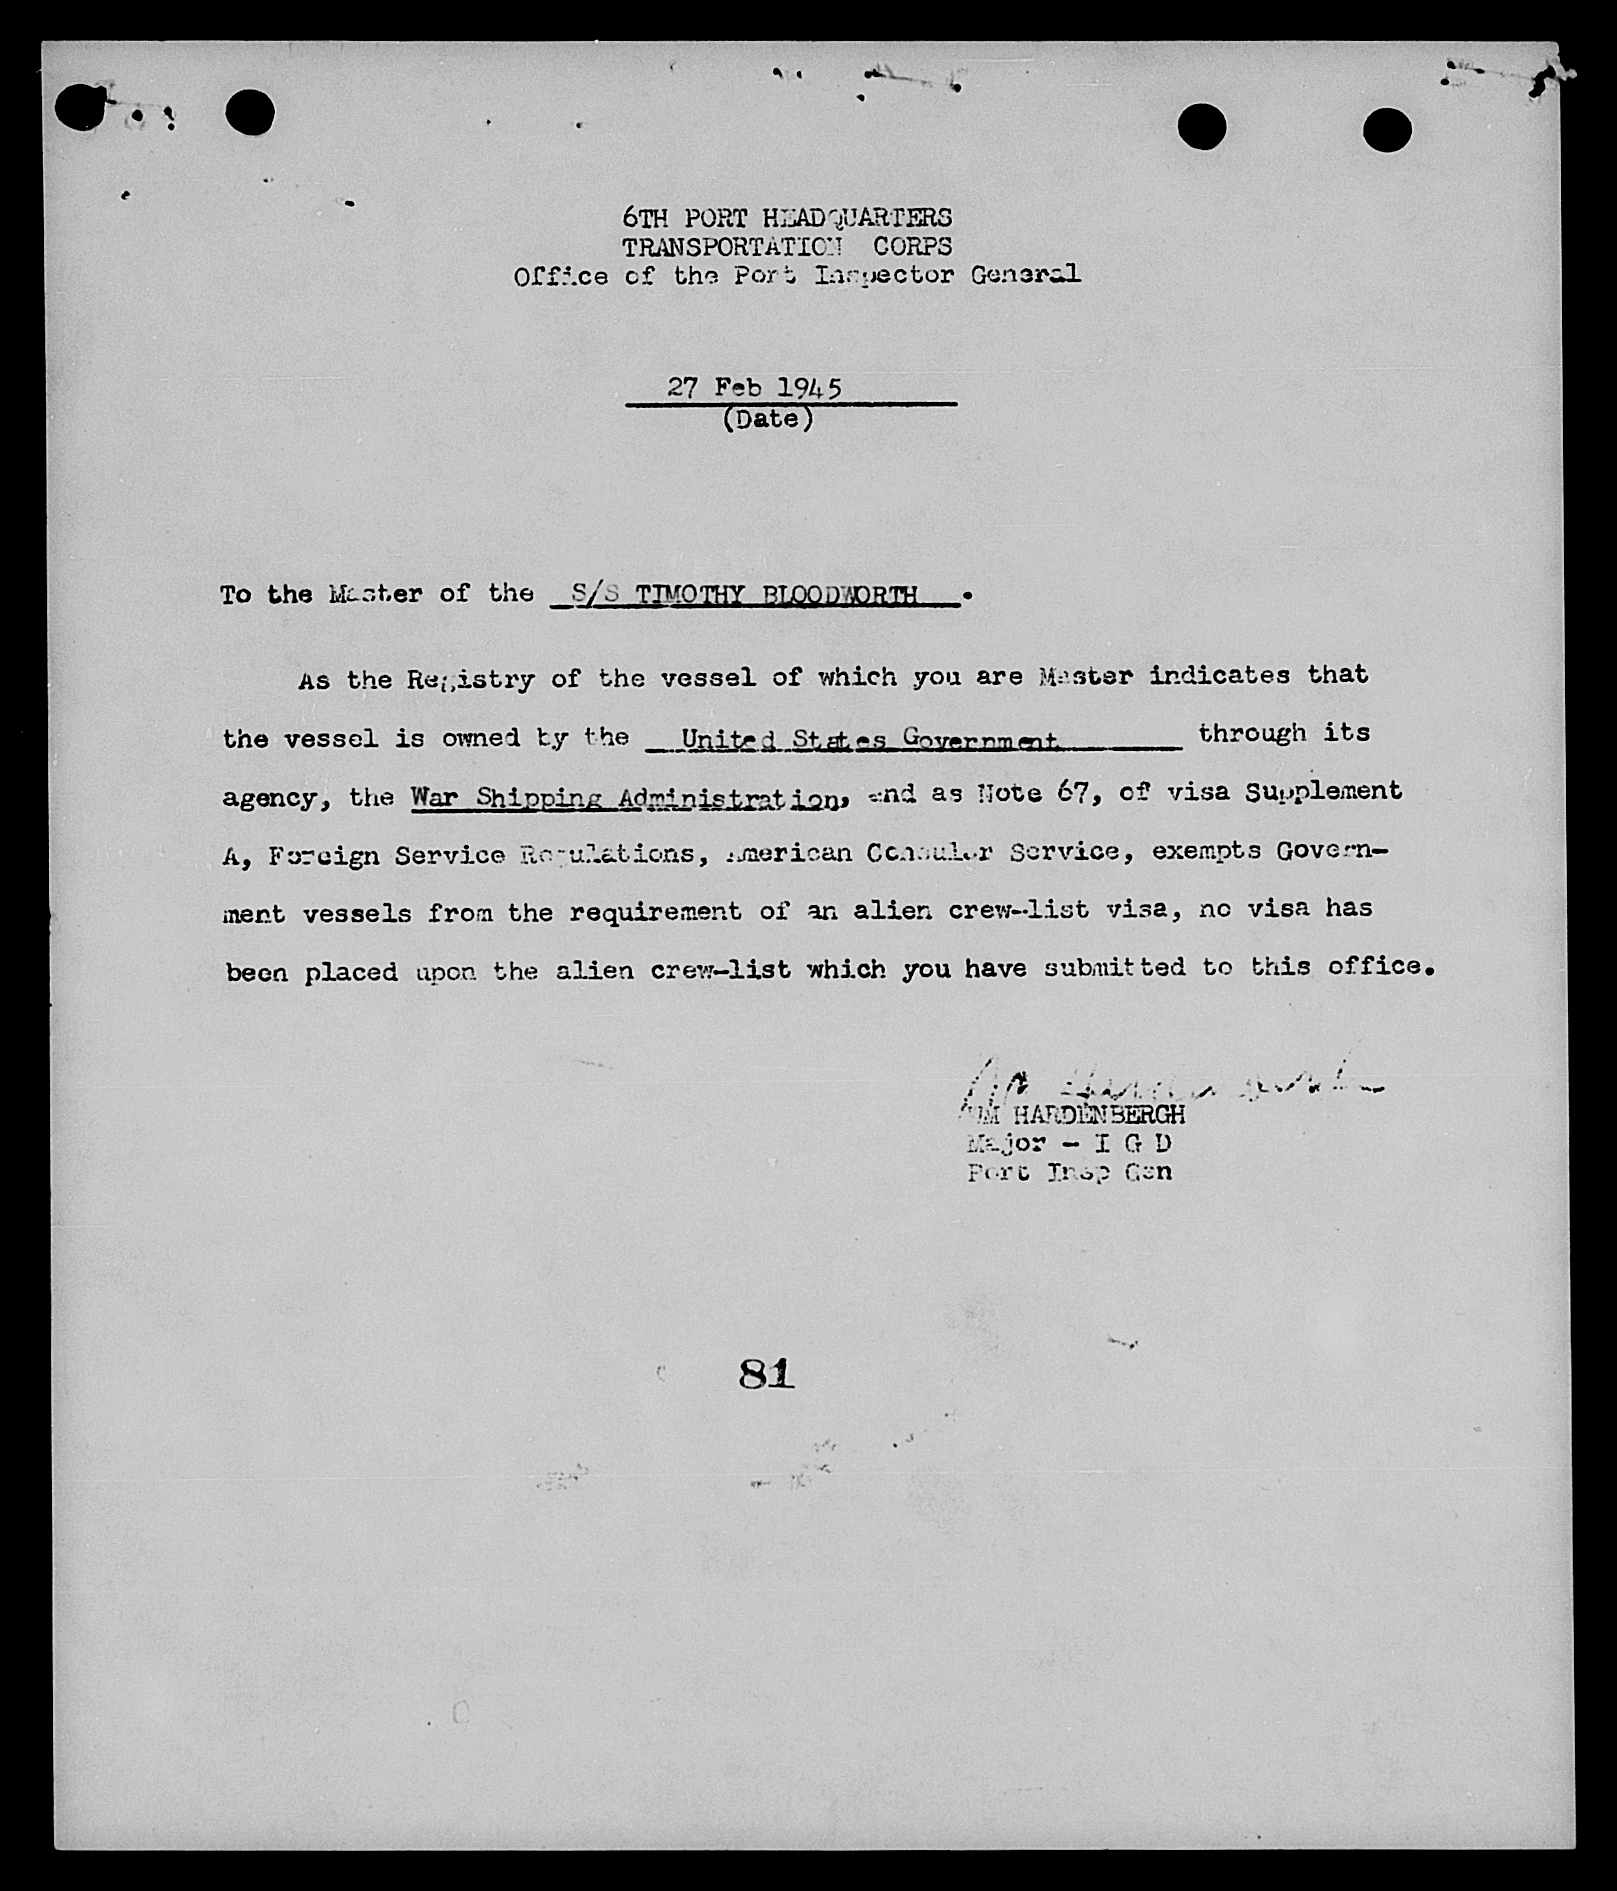 6TH PORT HEADQUARTERS
TRANSPORTATION CORPS
Office of the Port Inspector General
27 Feb 1945
(Date)
To the Master of the S/S TIMOTHY BLOODWORTH .
As the Registry of the vessel of which you are Master indicates that
the vessel is owned by the United States Government through its
agency, the War Shipping Administration, and as Note 67, of visa Supplement
A, Foreign Service Regulations, American Consular Service, exempts Govern-
ment vessels from the requirement of an alien crew-list visa, no visa has
been placed upon the alien crew-list which you have submitted to this office.
HARDENBERGH
Major - I G D
Port Insp Gen
81